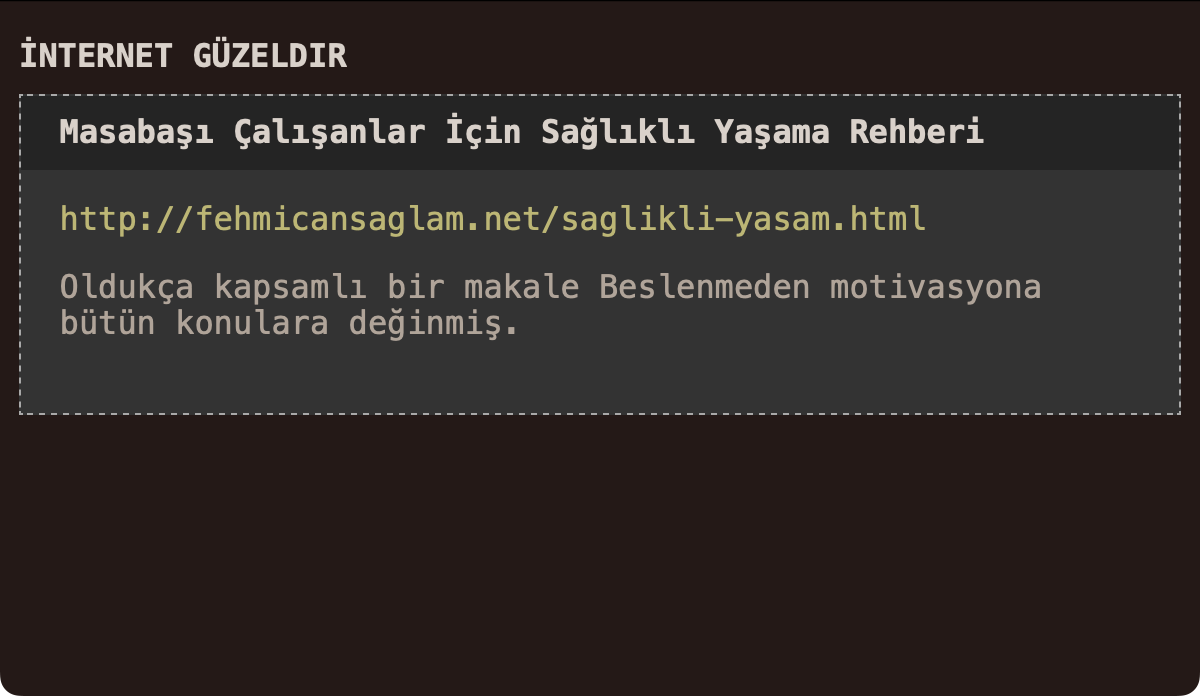 İNTERNET GÜZELDIR
Masabaşı Çalışanlar İçin Sağlıklı Yaşama Rehberi
http://fehmicansaglam.net/saglikli-yasam.html
Oldukça kapsamlı bir makale Beslenmeden motivasyona
bütün konulara değinmiş.